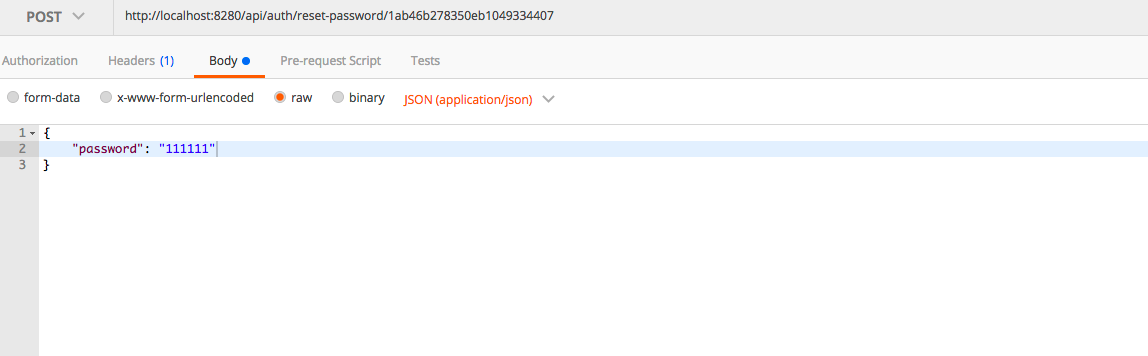 POST http://localhost:8280/api/auth/reset-password/1ab46b278350eb1049334407
Authorization Headers (1) Body Pre-request Script Tests
form-data x-www-form-urlencoded raw binary JSON (application/json)
1 {
2 "password": "111111"
3 }